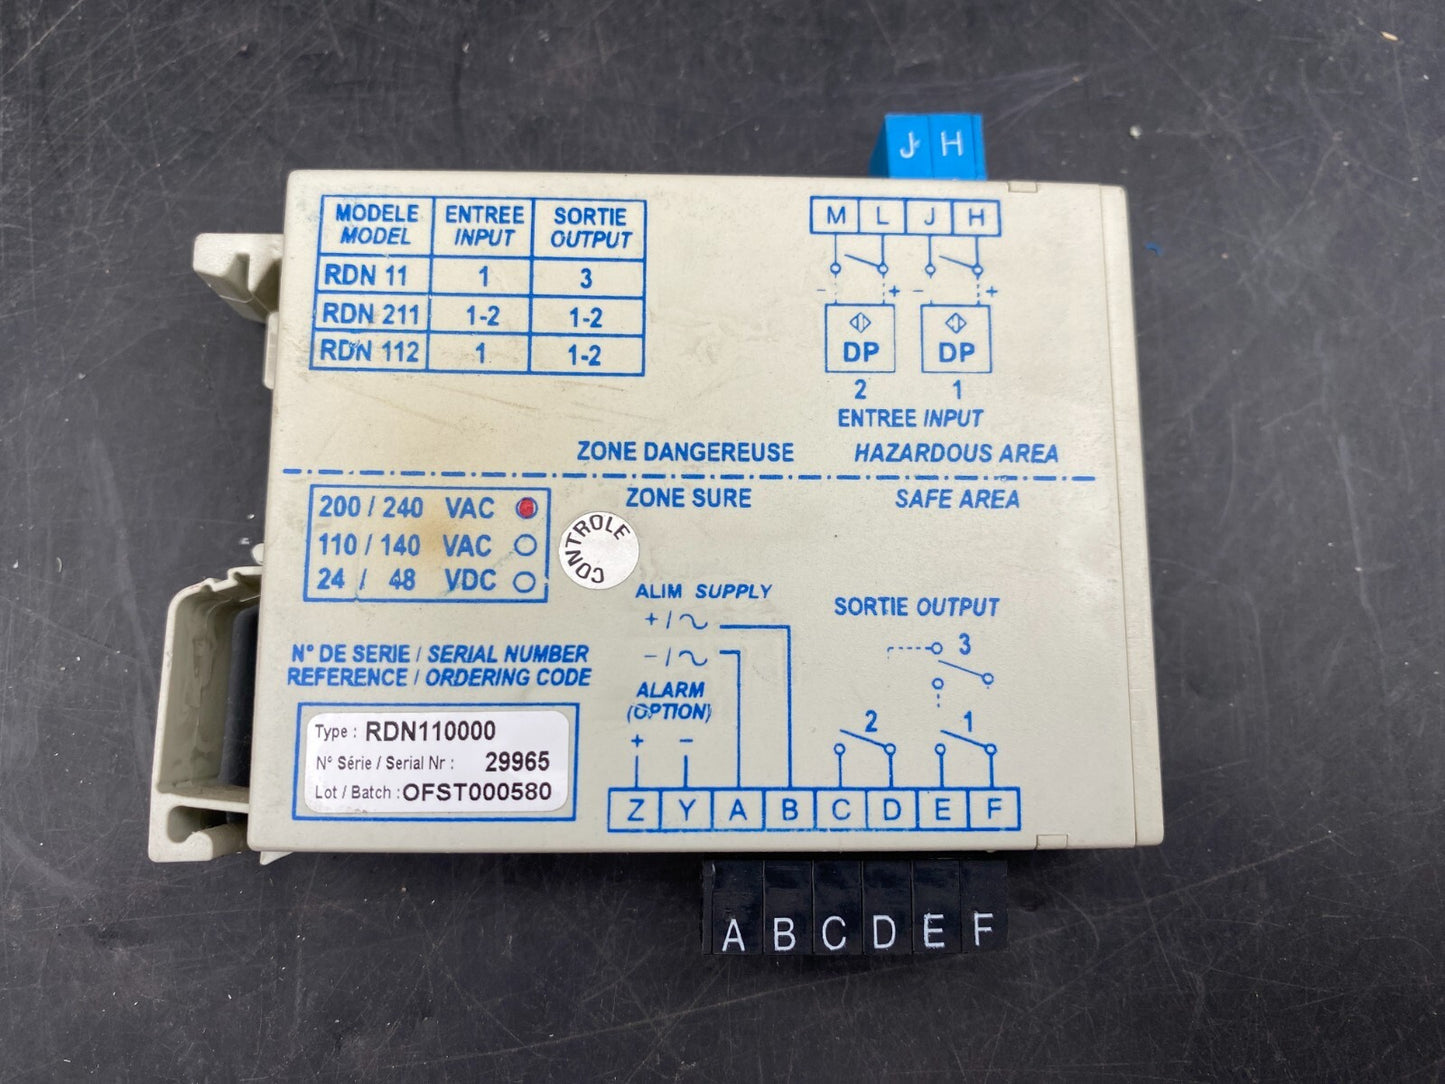 J H
MODELE ENTREE SORTIE
MODEL INPUT OUTPUT
RDN 11 1 3
RDN 211 1-2 1-2
RDN 112 1 1-2
M L J H
- + - +
DP DP
2 1
ENTREE INPUT
ZONE DANGEREUSE HAZARDOUS AREA
ZONE SURE SAFE AREA
200 / 240 VAC
110 / 140 VAC
24 / 48 VDC
CONTROLE
ALIM SUPPLY
+ / ~
- / ~
SORTIE OUTPUT
3
2 1
N° DE SERIE / SERIAL NUMBER
REFERENCE / ORDERING CODE
ALARM
(OPTION)
+ -
Type : RDN110000
N° Série / Serial Nr : 29965
Lot / Batch : OFST000580
Z Y A B C D E F
A B C D E F